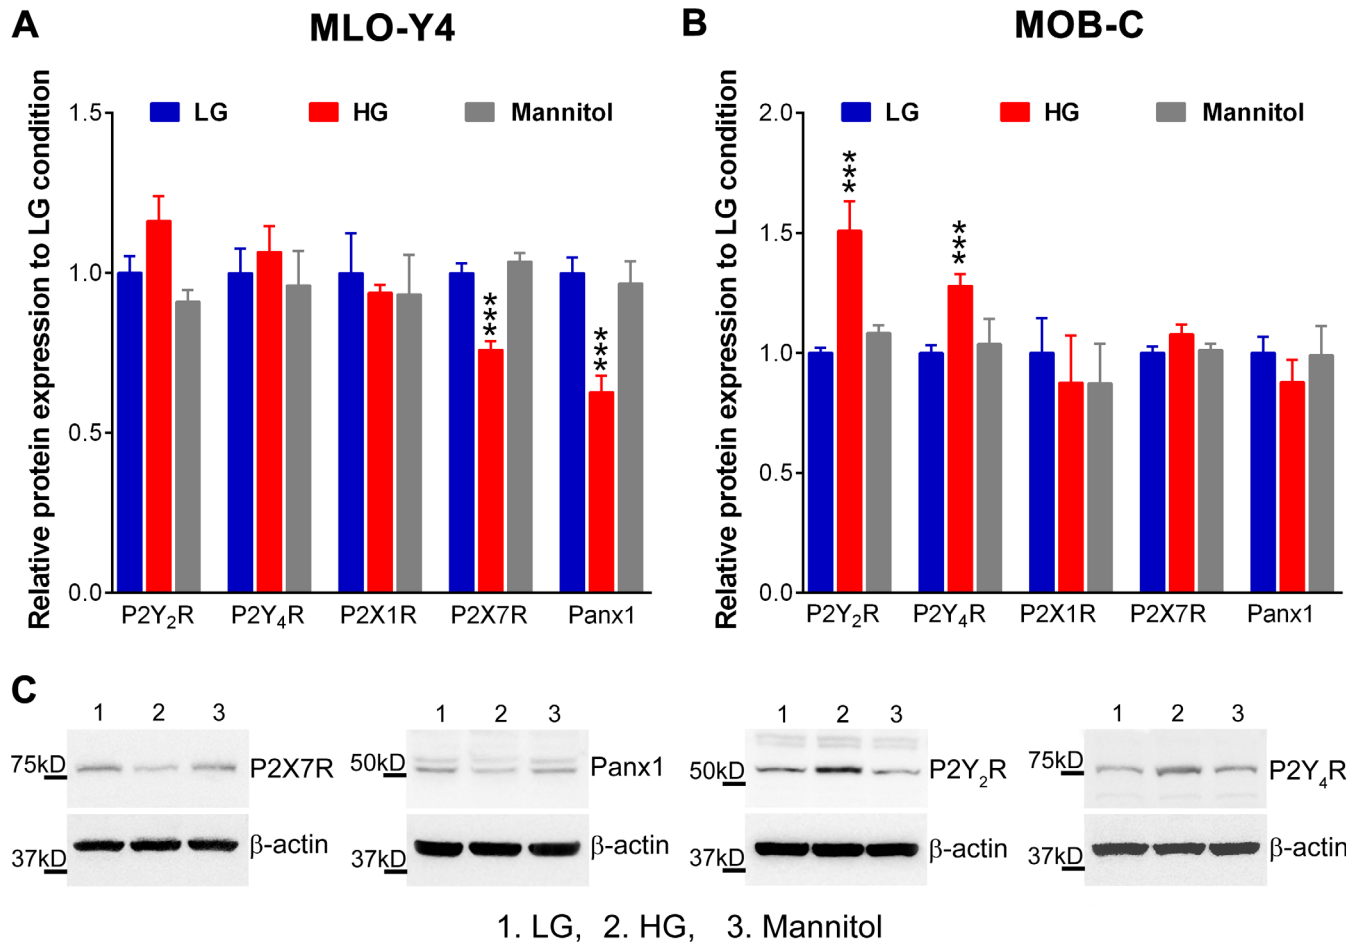 A MLO-Y4
Relative protein expression to LG condition
LG HG Mannitol
1.5
1.0
0.5
0.0
*** ***
P2Y2R P2Y4R P2X1R P2X7R Panx1
B MOB-C
Relative protein expression to LG condition
LG HG Mannitol
2.0
1.5
1.0
0.5
0.0
*** ***
P2Y2R P2Y4R P2X1R P2X7R Panx1
C
1 2 3
75kD P2X7R
37kD β-actin
1 2 3
50kD Panx1
37kD β-actin
1 2 3
50kD P2Y2R
37kD β-actin
1 2 3
75kD P2Y4R
37kD β-actin
1. LG, 2. HG, 3. Mannitol